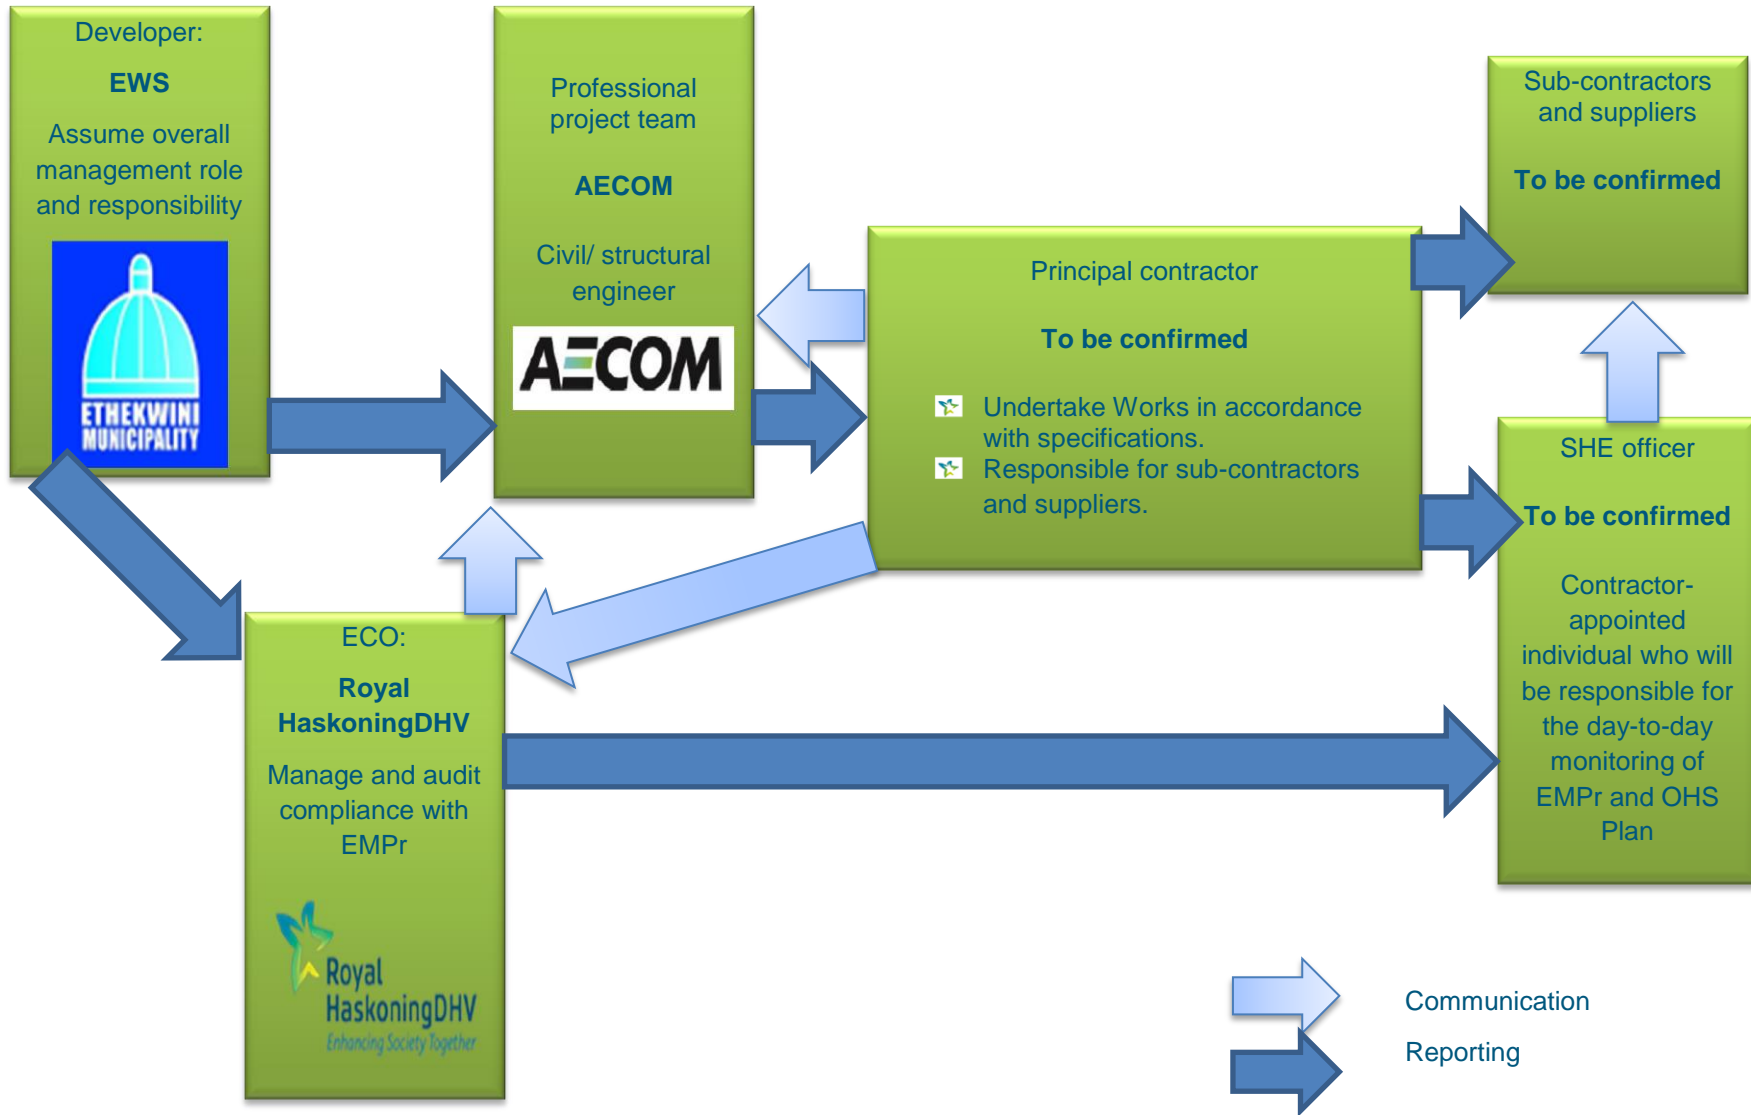 Developer:
EWS
Assume overall
management role
and responsibility
ETHEKWINI
MUNICIPALITY
Professional
project team
AECOM
Civil/ structural
engineer
AECOM
Principal contractor
To be confirmed
Undertake Works in accordance
with specifications.
Responsible for sub-contractors
and suppliers.
Sub-contractors
and suppliers
To be confirmed
SHE officer
To be confirmed
Contractor-
appointed
individual who will
be responsible for
the day-to-day
monitoring of
EMPr and OHS
Plan
ECO:
Royal
HaskoningDHV
Manage and audit
compliance with
EMPr
Royal
HaskoningDHV
Enhancing Society Together
Communication
Reporting